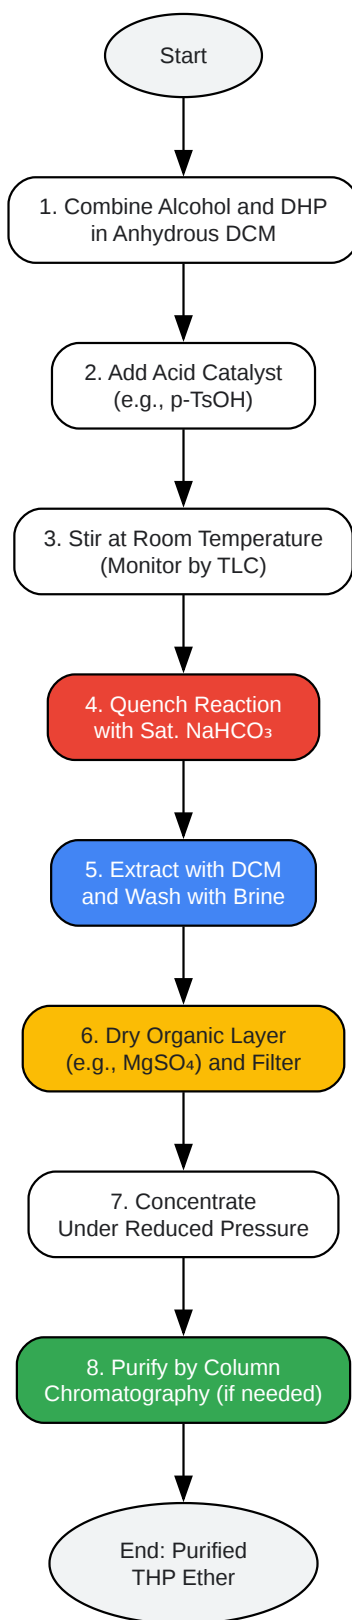 Start
1. Combine Alcohol and DHP
in Anhydrous DCM
2. Add Acid Catalyst
(e.g., p-TsOH)
3. Stir at Room Temperature
(Monitor by TLC)
4. Quench Reaction
with Sat. NaHCO₃
5. Extract with DCM
and Wash with Brine
6. Dry Organic Layer
(e.g., MgSO₄) and Filter
7. Concentrate
Under Reduced Pressure
8. Purify by Column
Chromatography (if needed)
End: Purified
THP Ether